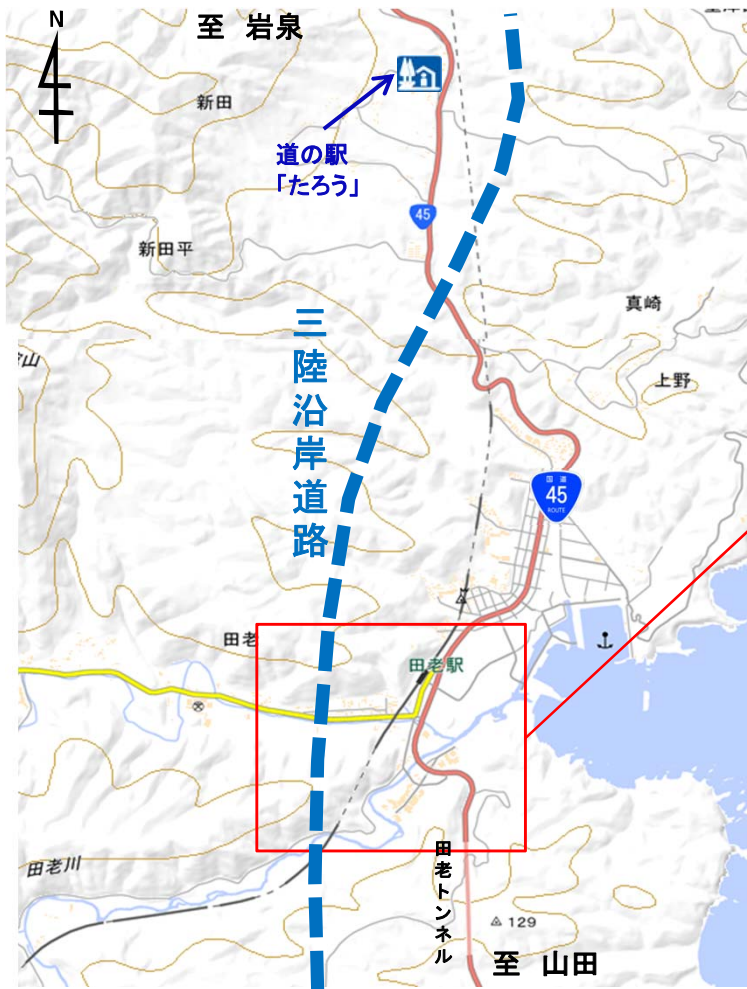 N
至 岩泉
新田
道の駅
「たろう」
45
新田平
真崎
三陸沿岸道路
上野
山
国道
45
ROUTE
田老
田老駅
田老川
田老トンネル
129
至 山田